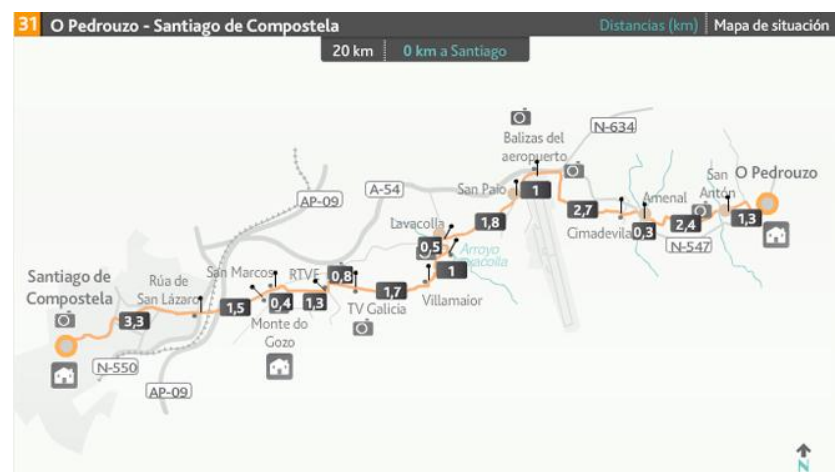 31 O Pedrouzo - Santiago de Compostela Distancias (km) Mapa de situación
20 km 0 km a Santiago
N-634
Balizas del
aeropuerto
San Paio
1
A-54
AP-09
San
Antón
O Pedrouzo
Amenal
2,7
Cimadevila
0,3
2,4
1,3
N-547
1,8
Lavacolla
0,5
Arroyo
1
Villamaior
Santiago de
Compostela
Rúa de
San Lázaro
San Marcos
RTVE
0,8
3,3
1,5
0,4
1,3
1,7
Monte do
Gozo
TV Galicia
N-550
AP-09
N